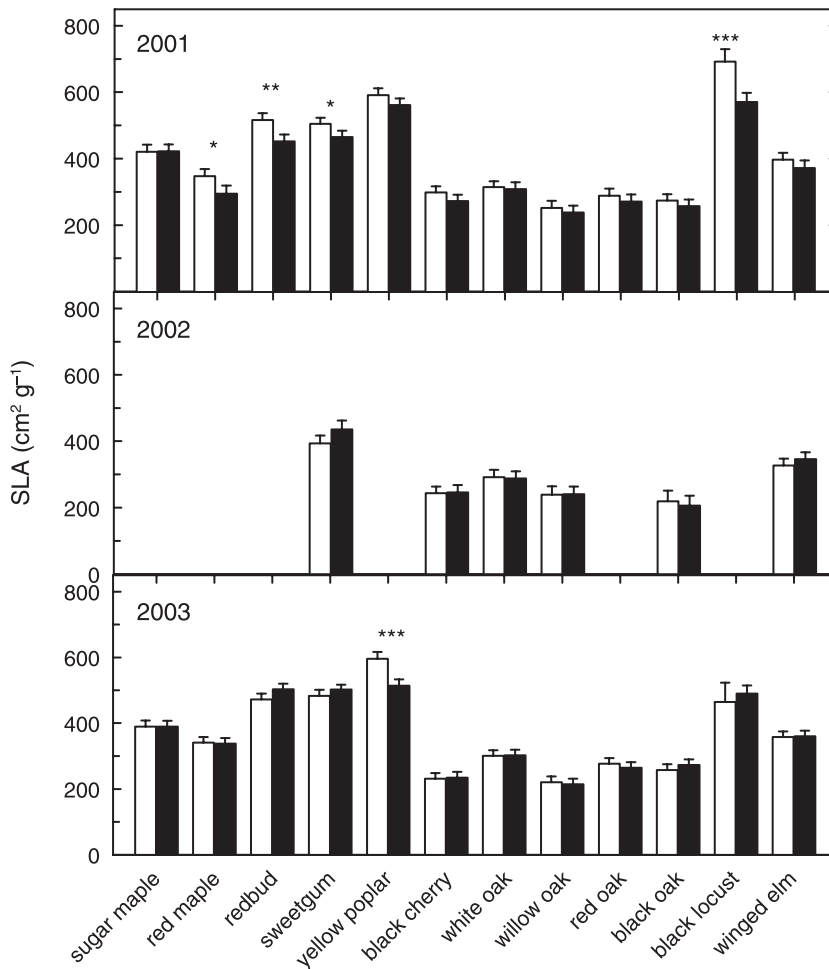 800
2001
***
**
*
*
600
400
200
800
2002
600
400
200
0
SLA (cm² g⁻¹)
800
2003
***
600
400
200
0
sugar maple
red maple
redbud
sweetgum
yellow poplar
black cherry
white oak
willow oak
red oak
black oak
black locust
winged elm